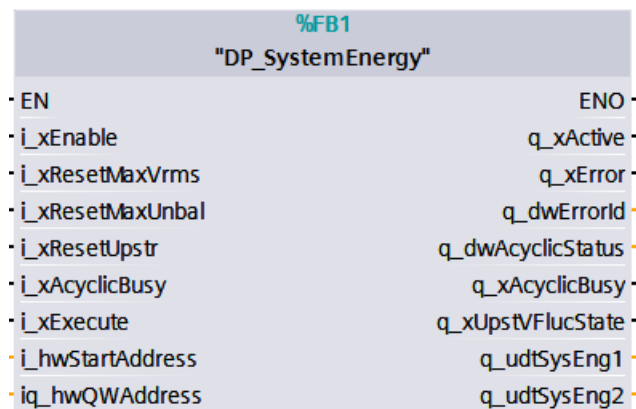 %FB1
"DP_SystemEnergy"
EN ENO
i_xEnable q_xActive
i_xResetMaxVrms q_xError
i_xResetMaxUnbal q_dwErrorId
i_xResetUpstr q_dwAcyclicStatus
i_xAcyclicBusy q_xAcyclicBusy
i_xExecute q_xUpstVFlucState
i_hwStartAddress q_udtSysEng1
iq_hwQWAddress q_udtSysEng2